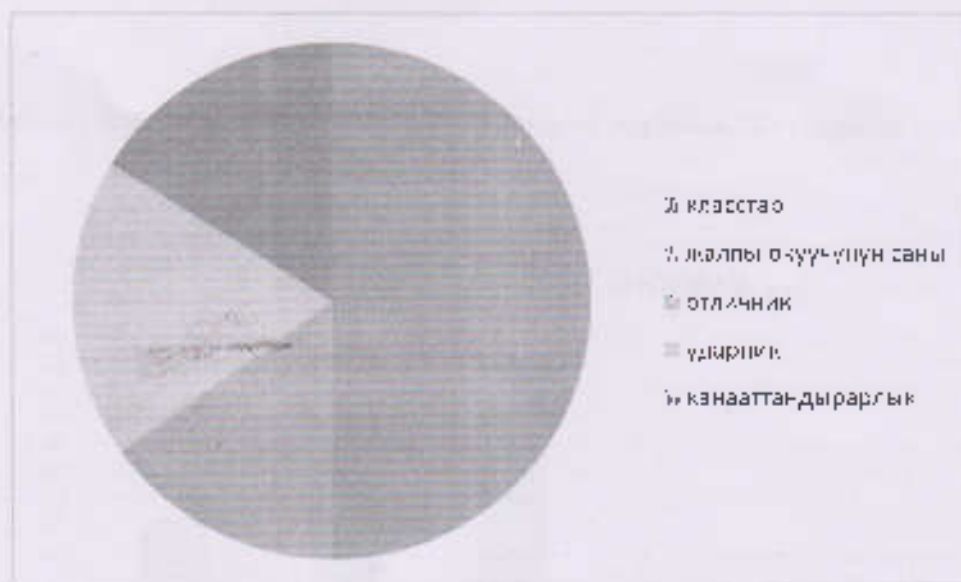 класстар
жалпы окуучунун саны
отличник
ударник
канааттандырарлык